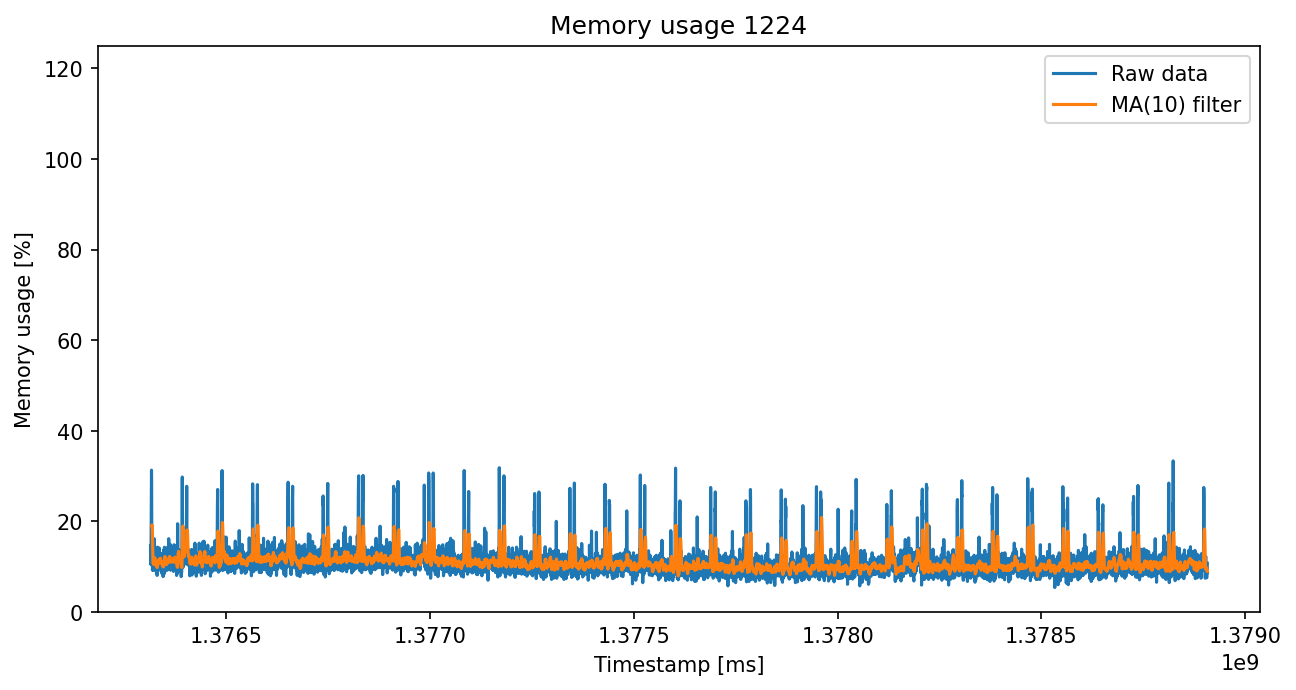 Memory usage 1224
Raw data
MA(10) filter
Memory usage [%]
120
100
80
60
40
20
0
1.3765 1.3770 1.3775 1.3780 1.3785 1.3790
1e9
Timestamp [ms]